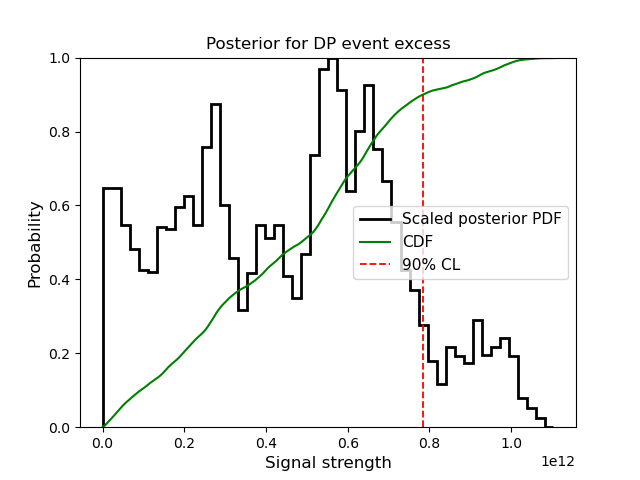 Posterior for DP event excess
Probability
1.0
0.8
0.6
0.4
0.2
0.0
Scaled posterior PDF
CDF
90% CL
0.0 0.2 0.4 0.6 0.8 1.0
1e12
Signal strength